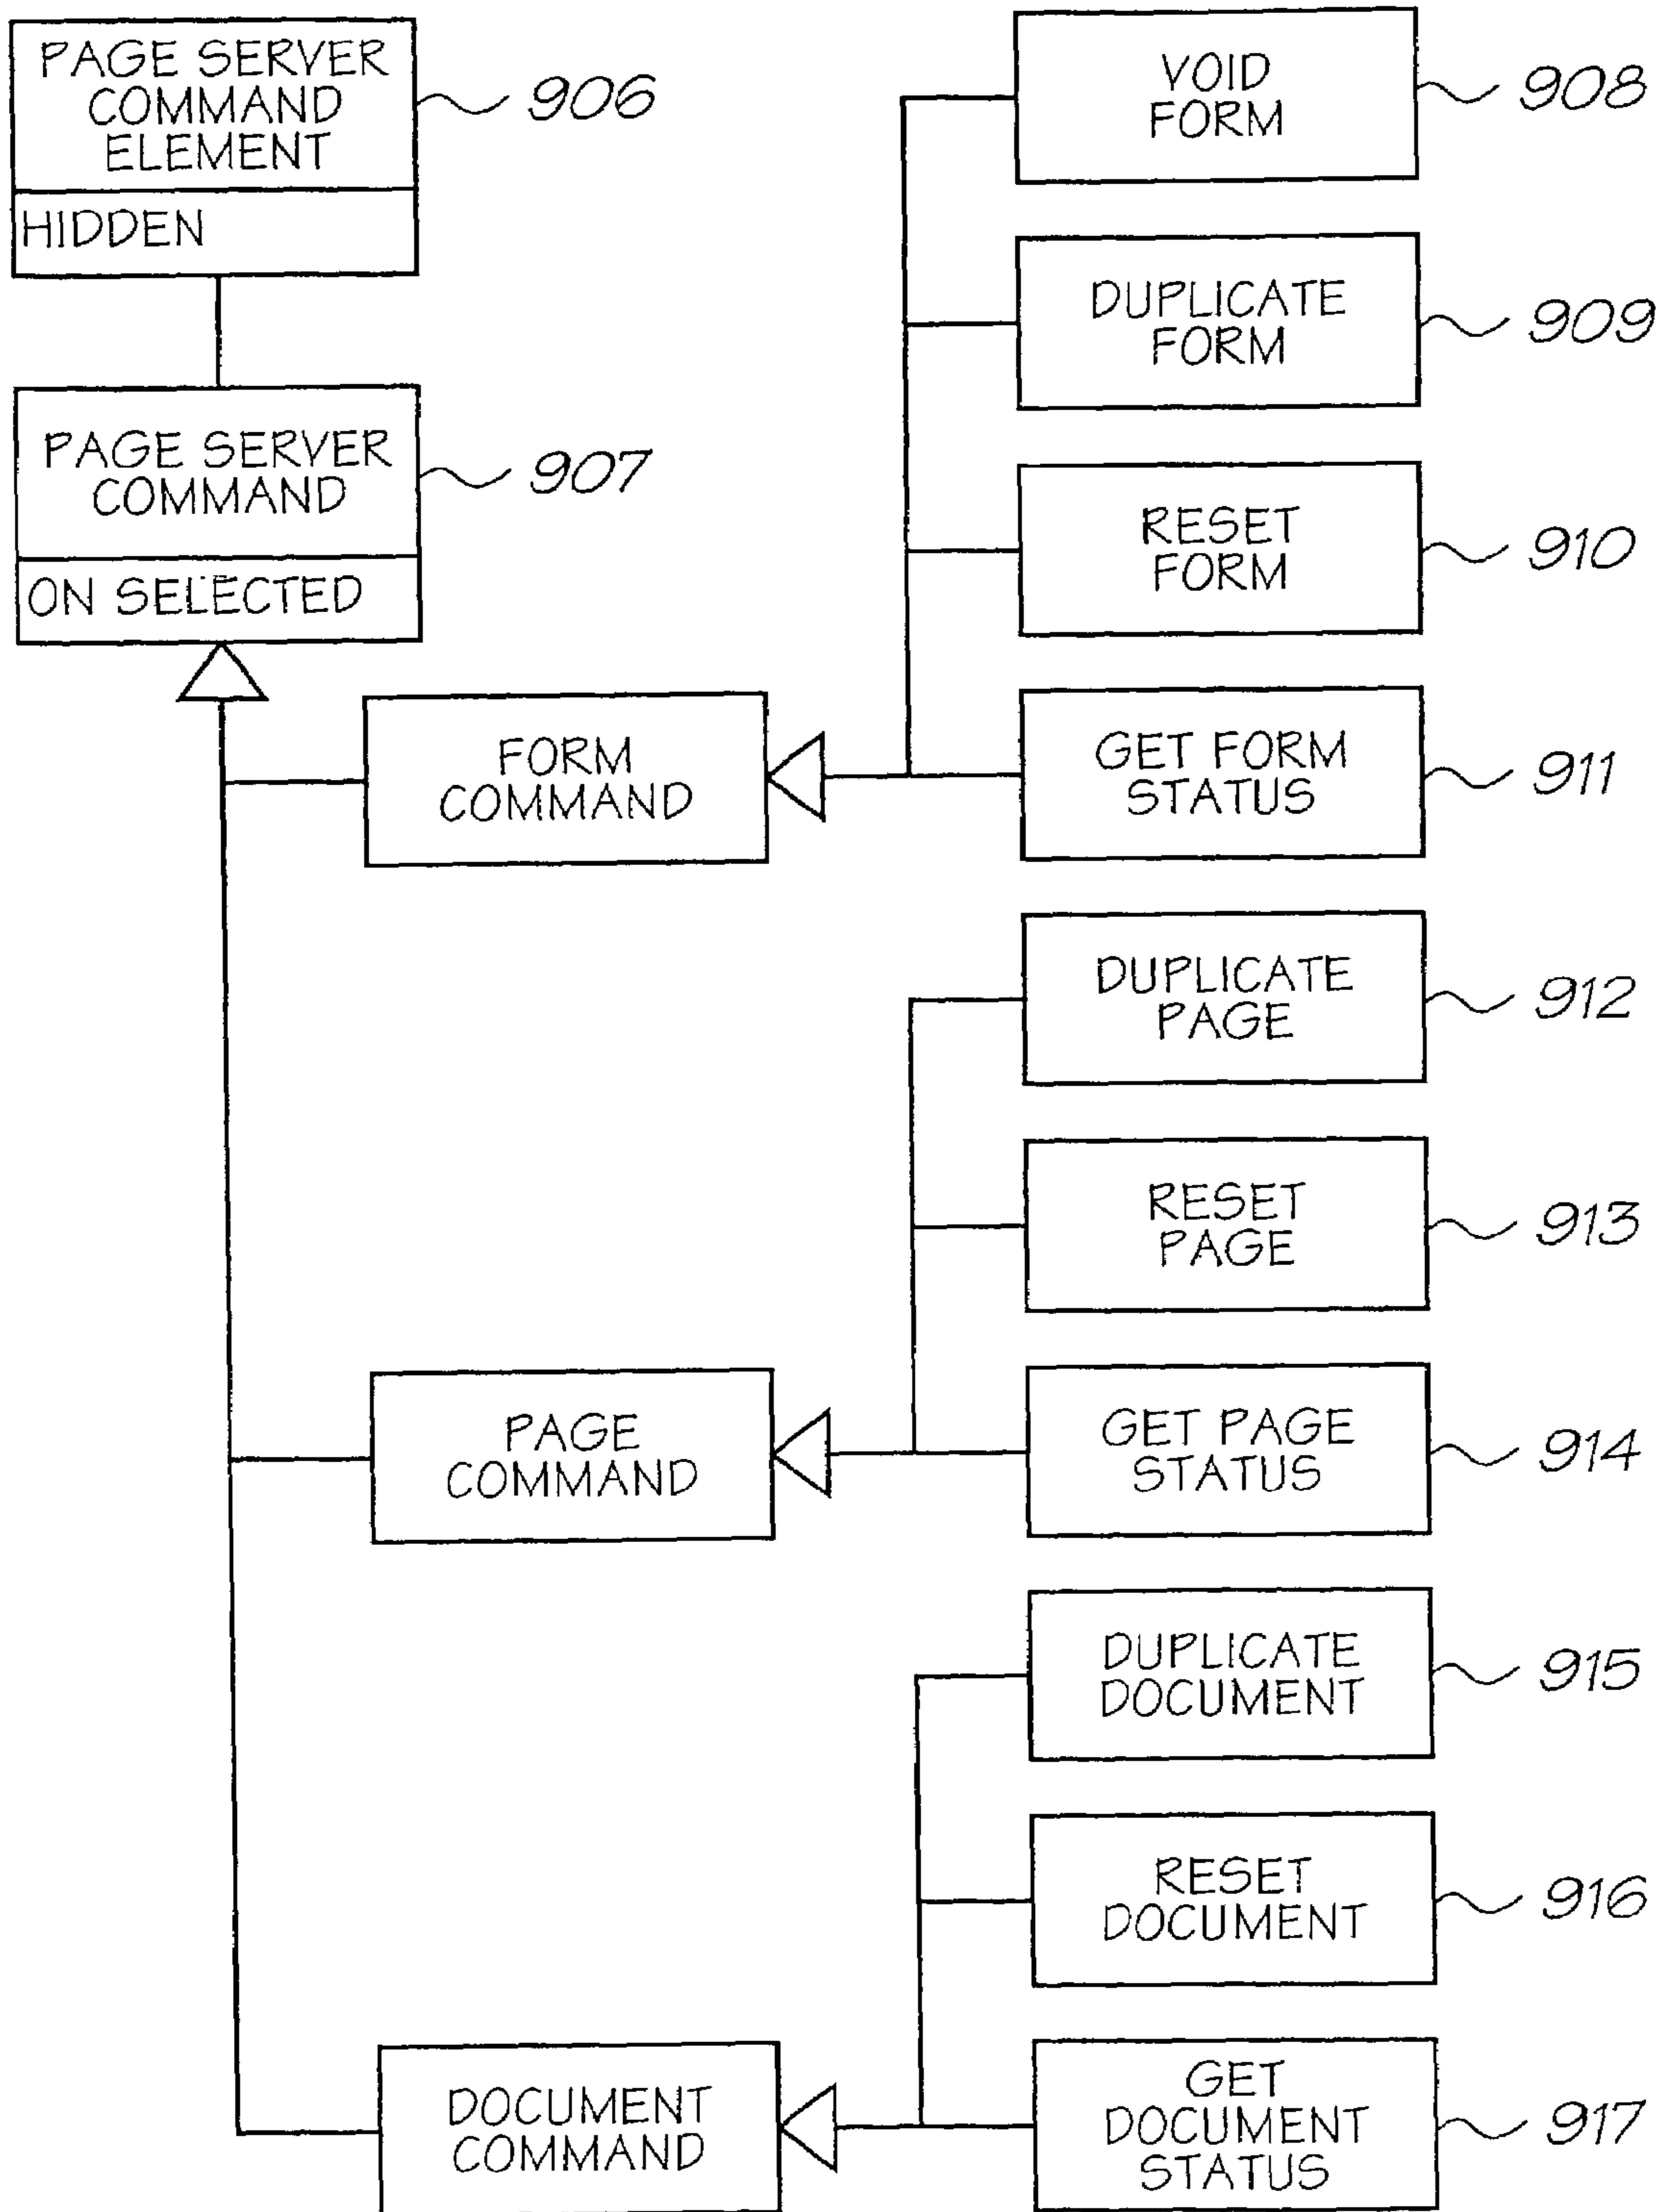 PAGE SERVER
COMMAND
ELEMENT
HIDDEN
906
PAGE SERVER
COMMAND
ON SELECTED
907
FORM
COMMAND
VOID
FORM
908
DUPLICATE
FORM
909
RESET
FORM
910
GET FORM
STATUS
911
PAGE
COMMAND
DUPLICATE
PAGE
912
RESET
PAGE
913
GET PAGE
STATUS
914
DOCUMENT
COMMAND
DUPLICATE
DOCUMENT
915
RESET
DOCUMENT
916
GET
DOCUMENT
STATUS
917